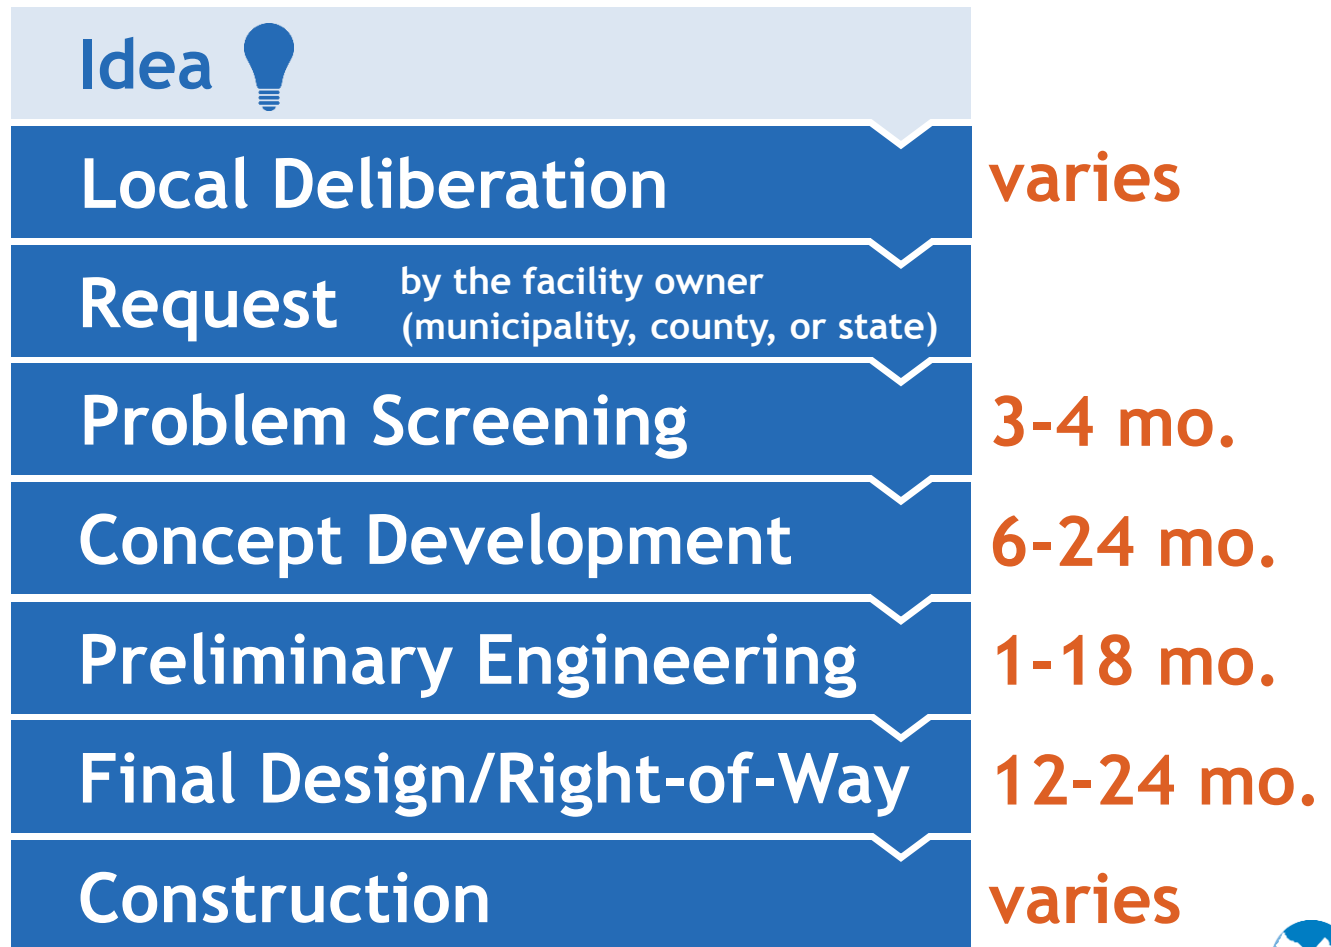 Idea
Local Deliberation
varies
Request
by the facility owner
(municipality, county, or state)
Problem Screening
3-4 mo.
Concept Development
6-24 mo.
Preliminary Engineering
1-18 mo.
Final Design/Right-of-Way
12-24 mo.
Construction
varies